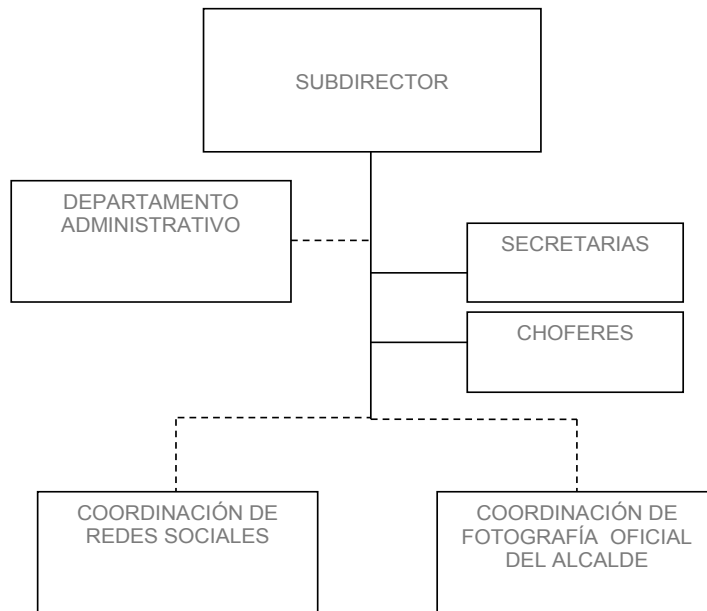 SUBDIRECTOR
DEPARTAMENTO
ADMINISTRATIVO
SECRETARIAS
CHOFERES
COORDINACIÓN DE
REDES SOCIALES
COORDINACIÓN DE
FOTOGRAFÍA OFICIAL
DEL ALCALDE